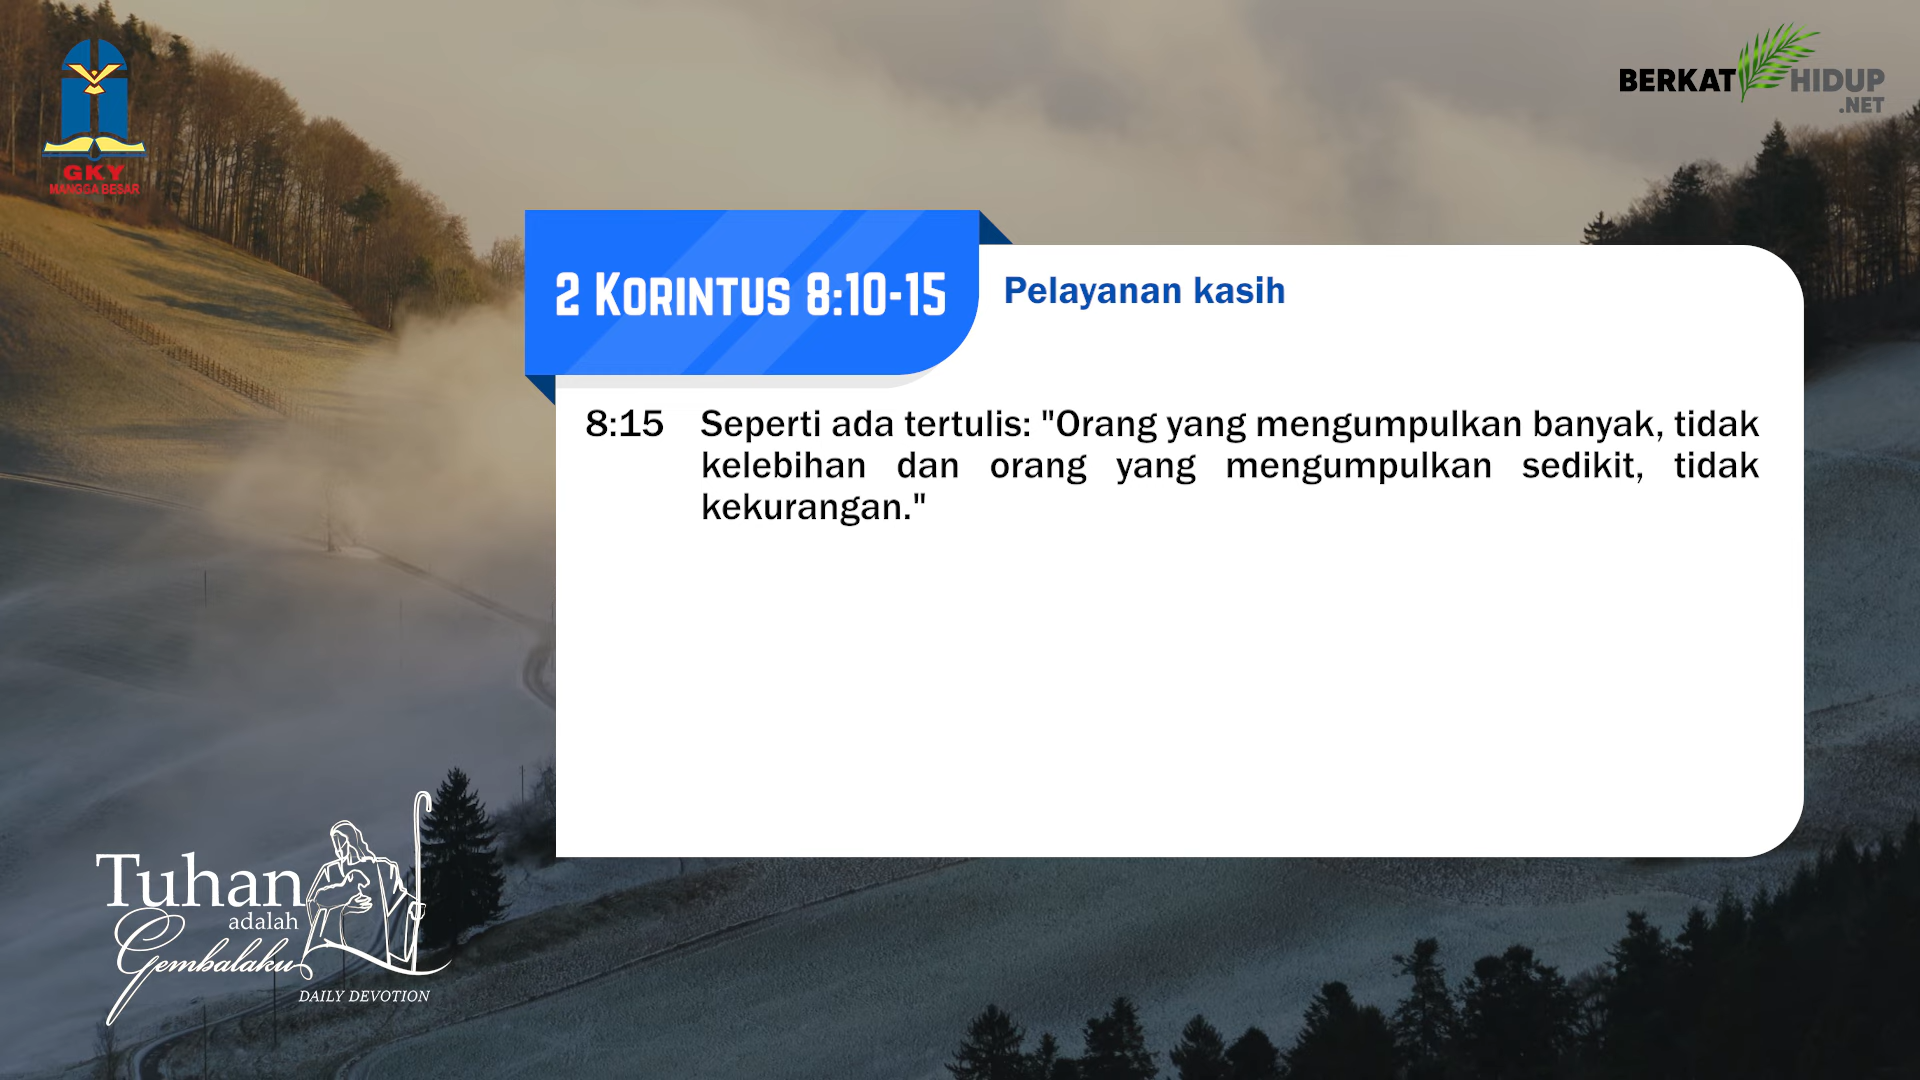 GKY
MANGGA BESAR
BERKAT HIDUP
.NET
2 KORINTUS 8:10-15
Pelayanan kasih
8:15 Seperti ada tertulis: "Orang yang mengumpulkan banyak, tidak
kelebihan dan orang yang mengumpulkan sedikit, tidak
kekurangan."
Tuhan
adalah
Gembalaku
DAILY DEVOTION